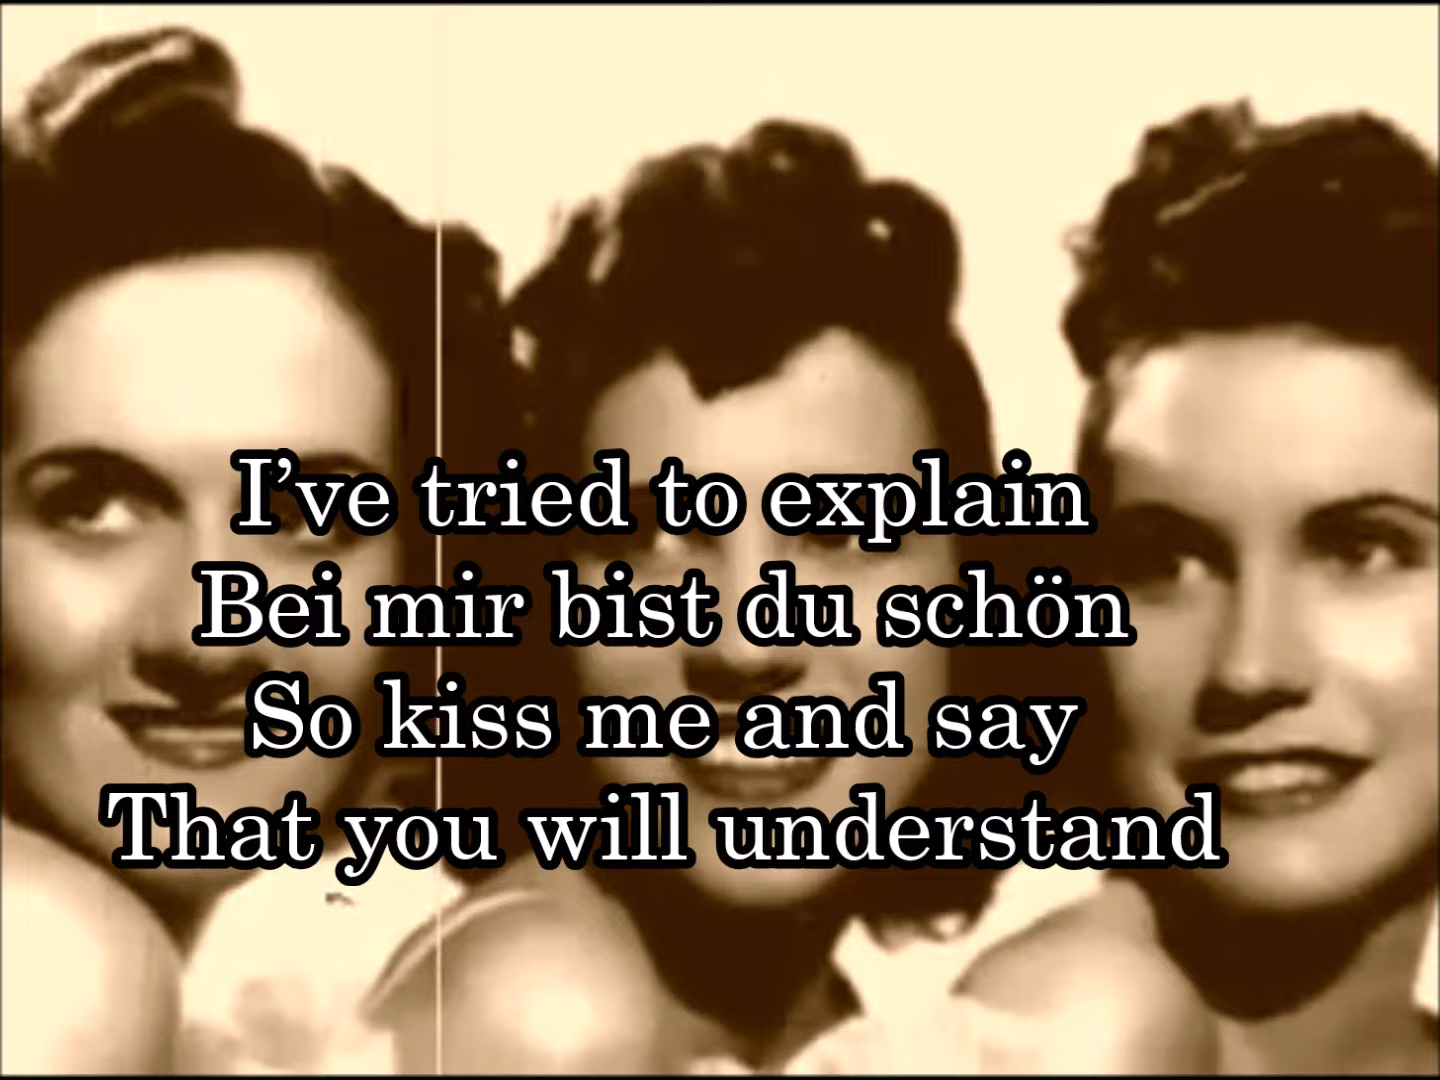 I’ve tried to explain
Bei mir bist du schön
So kiss me and say
That you will understand